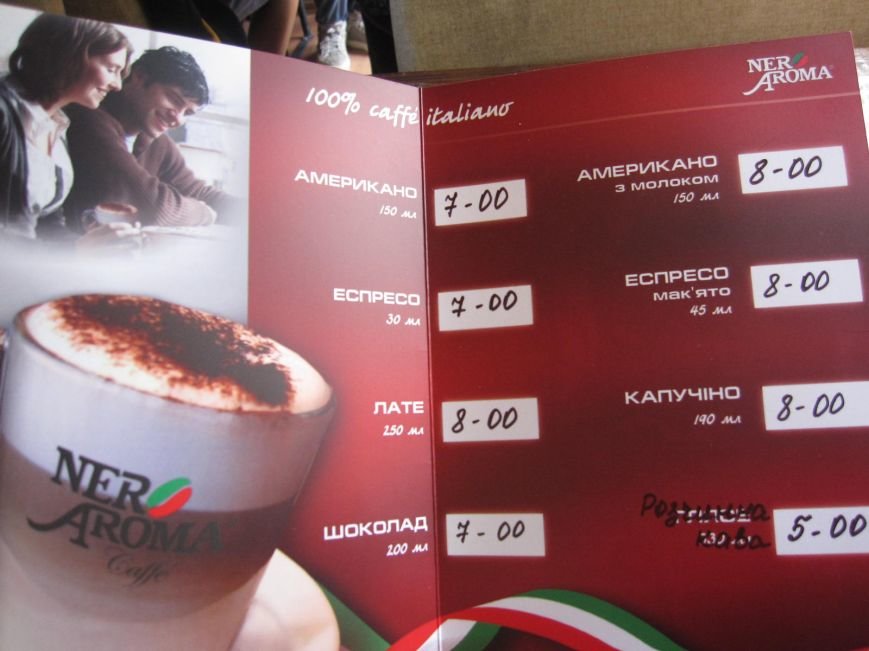 100% caffé italiano
NERO AROMA
АМЕРИКАНО
150 мл
7-00
ЕСПРЕСО
30 мл
7-00
ЛАТЕ
250 мл
8-00
ШОКОЛАД
200 мл
7-00
АМЕРИКАНО
з молоком
150 мл
8-00
ЕСПРЕСО
мак'ято
45 мл
8-00
КАПУЧІНО
190 мл
8-00
Розчинна
кава
5-00
NERO
AROMA
Caffé